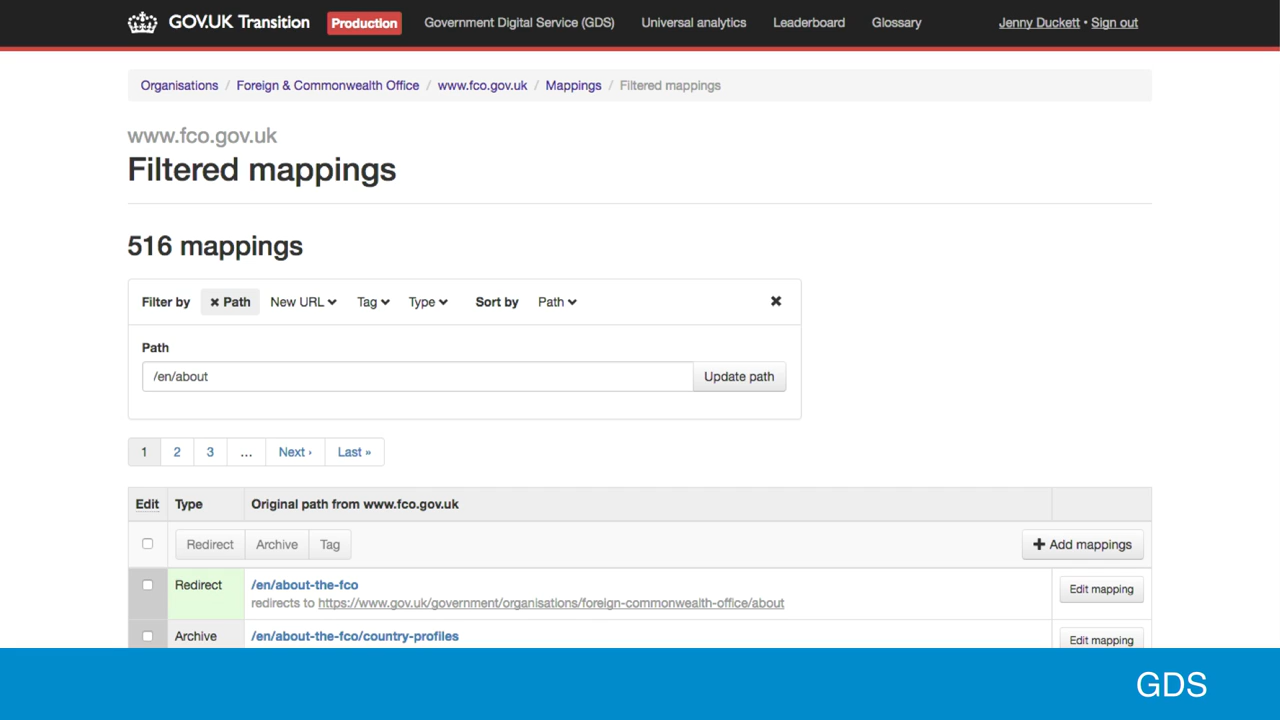 GOV.UK Transition Production Government Digital Service (GDS) Universal analytics Leaderboard Glossary Jenny Duckett • Sign out
Organisations / Foreign & Commonwealth Office / www.fco.gov.uk / Mappings / Filtered mappings
www.fco.gov.uk
Filtered mappings
516 mappings
Filter by ✖ Path New URL Tag Type Sort by Path ✖
Path
/en/about Update path
1 2 3 … Next › Last »
Edit Type Original path from www.fco.gov.uk
Redirect Archive Tag + Add mappings
Redirect /en/about-the-fco Edit mapping
redirects to https://www.gov.uk/government/organisations/foreign-commonwealth-office/about
Archive /en/about-the-fco/country-profiles Edit mapping
GDS